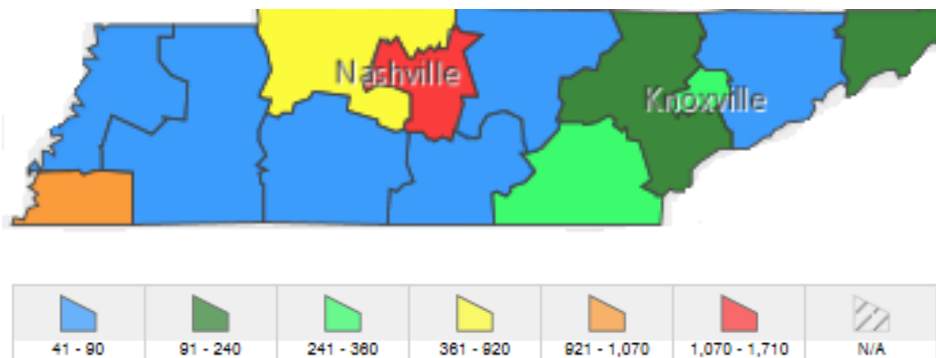 Nashville
Knoxville
41 - 90
91 - 240
241 - 360
361 - 920
921 - 1,070
1,070 - 1,710
N/A